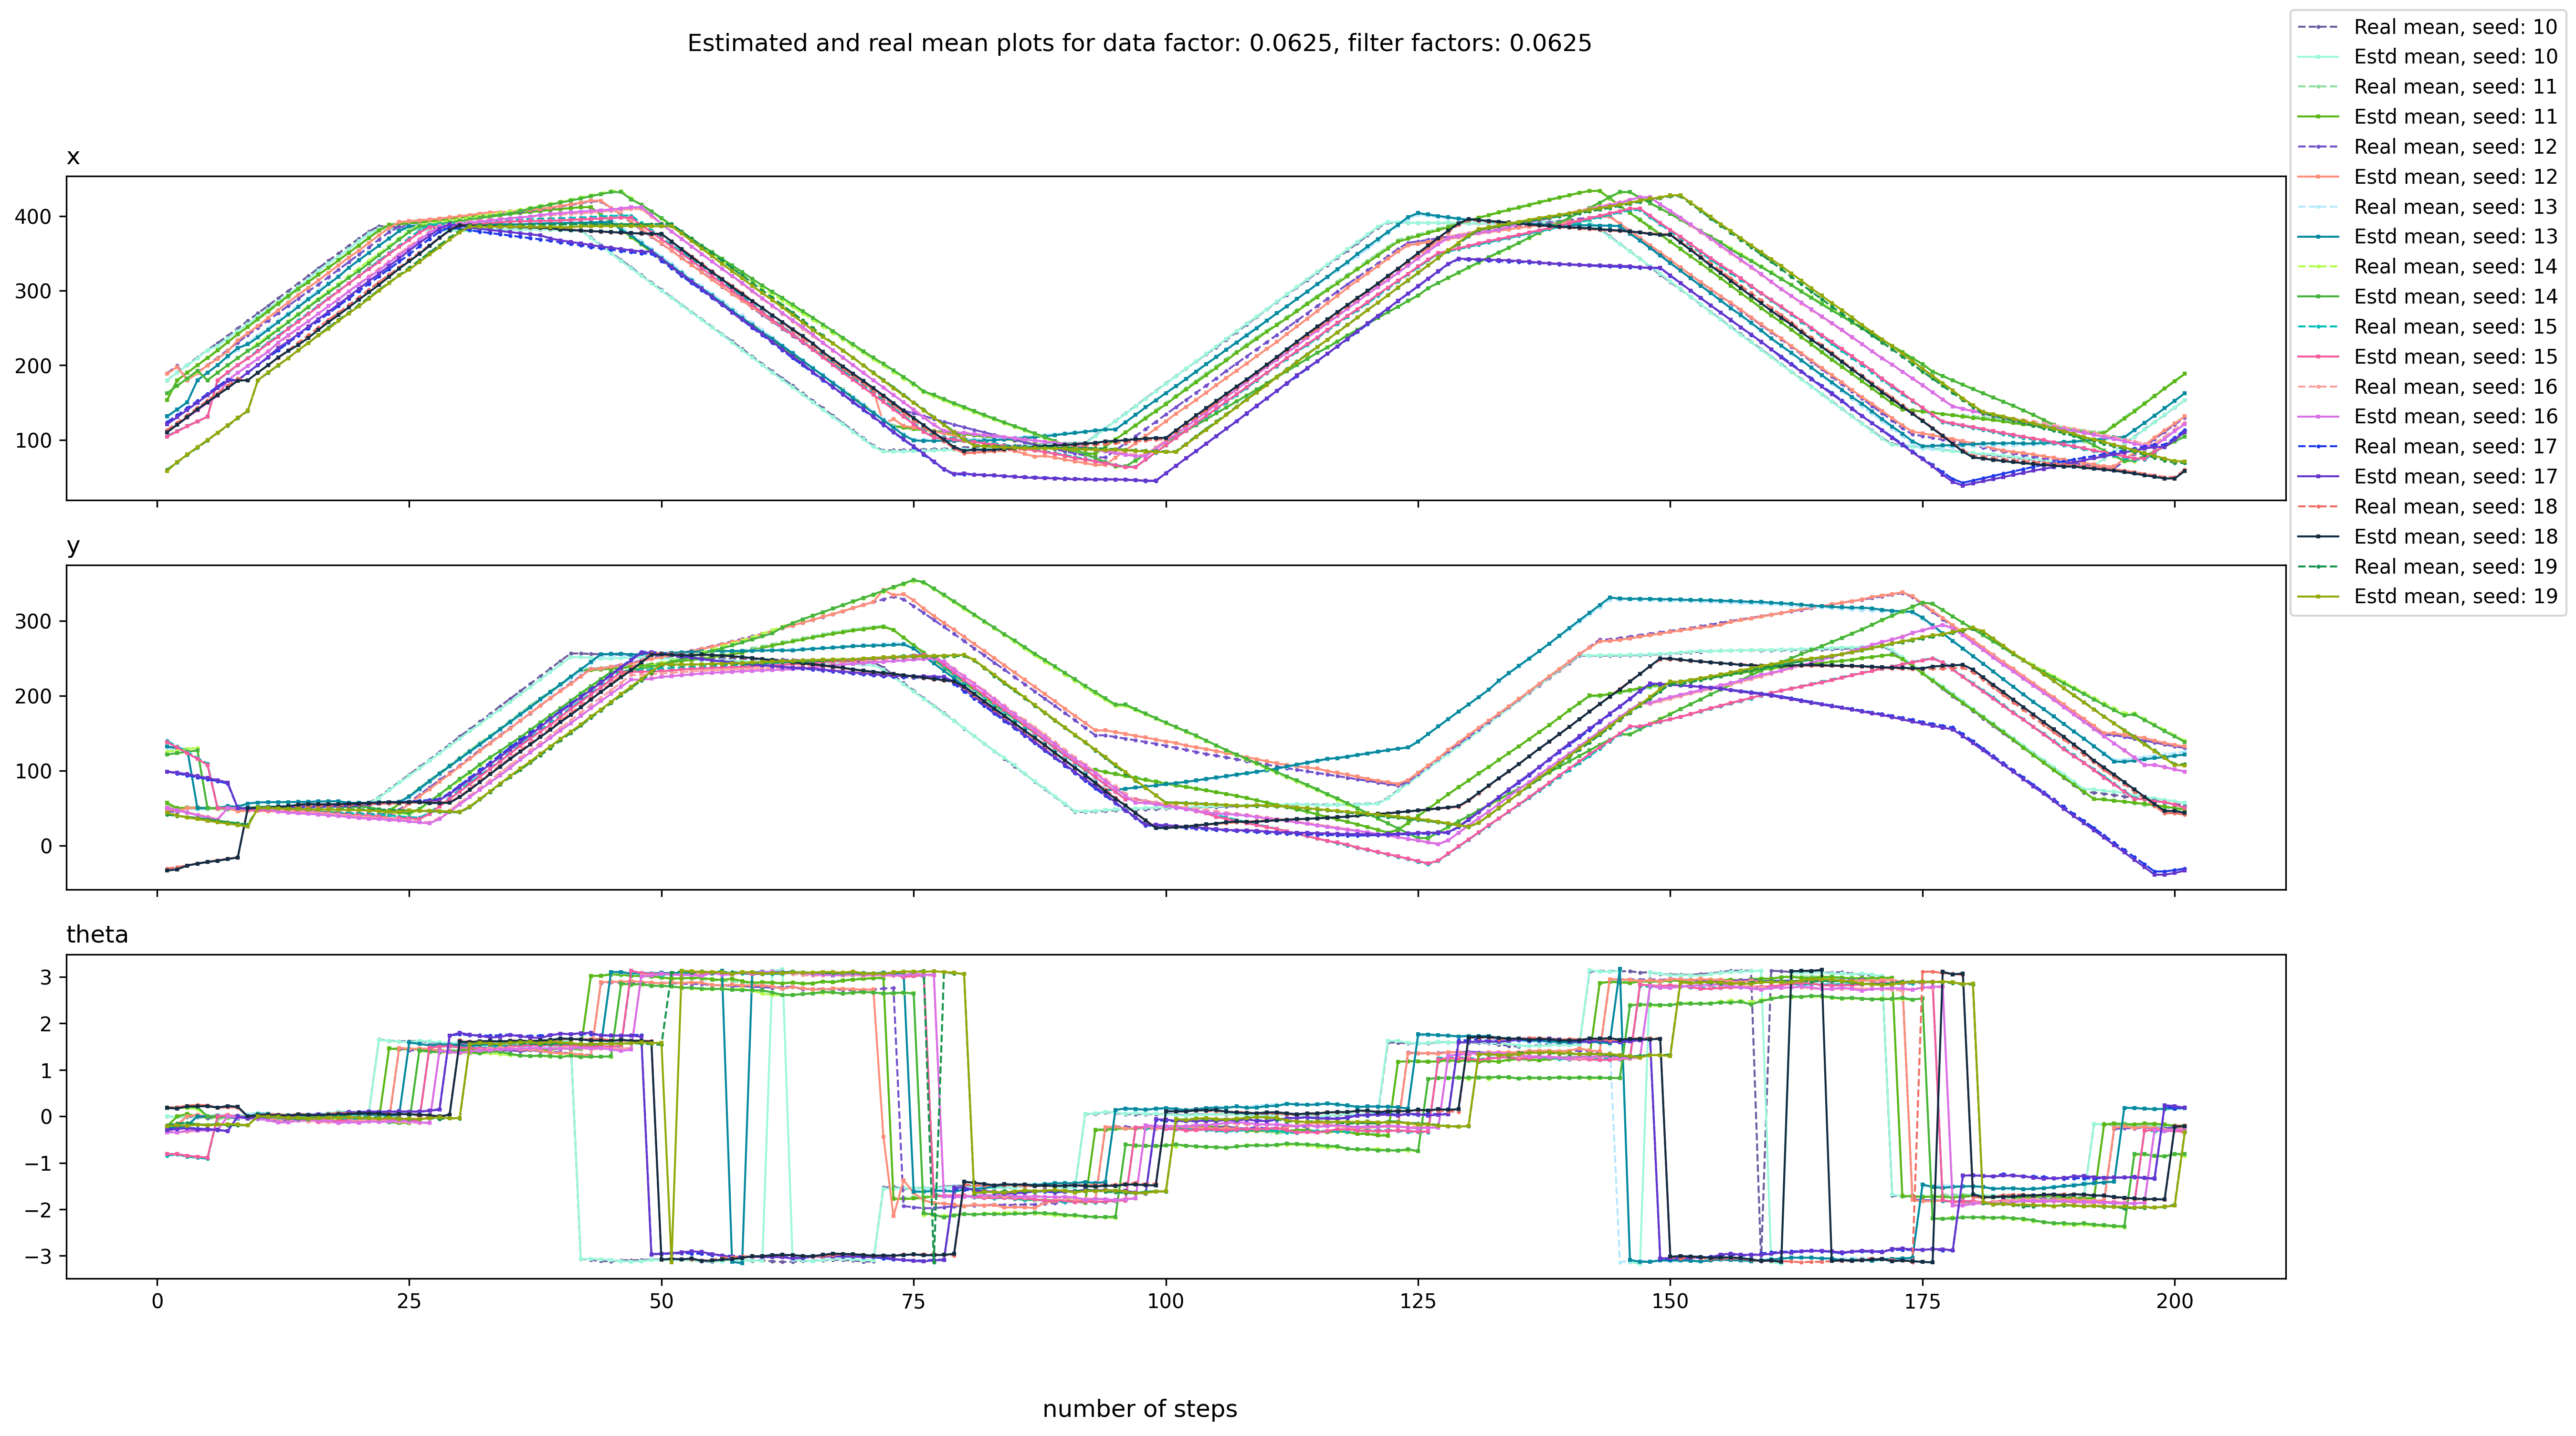 Estimated and real mean plots for data factor: 0.0625, filter factors: 0.0625
Real mean, seed: 10
Estd mean, seed: 10
Real mean, seed: 11
Estd mean, seed: 11
Real mean, seed: 12
Estd mean, seed: 12
Real mean, seed: 13
Estd mean, seed: 13
Real mean, seed: 14
Estd mean, seed: 14
Real mean, seed: 15
Estd mean, seed: 15
Real mean, seed: 16
Estd mean, seed: 16
Real mean, seed: 17
Estd mean, seed: 17
Real mean, seed: 18
Estd mean, seed: 18
Real mean, seed: 19
Estd mean, seed: 19
x
400
300
200
100
y
300
200
100
0
theta
3
2
1
0
−1
−2
−3
0 25 50 75 100 125 150 175 200
number of steps